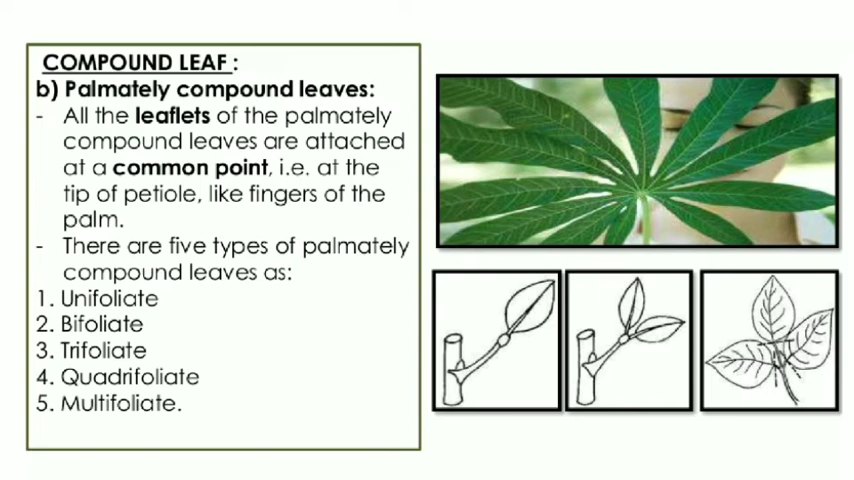 COMPOUND LEAF :
b) Palmately compound leaves:
- All the leaflets of the palmately
compound leaves are attached
at a common point, i.e. at the
tip of petiole, like fingers of the
palm.
- There are five types of palmately
compound leaves as:
1. Unifoliate
2. Bifoliate
3. Trifoliate
4. Quadrifoliate
5. Multifoliate.